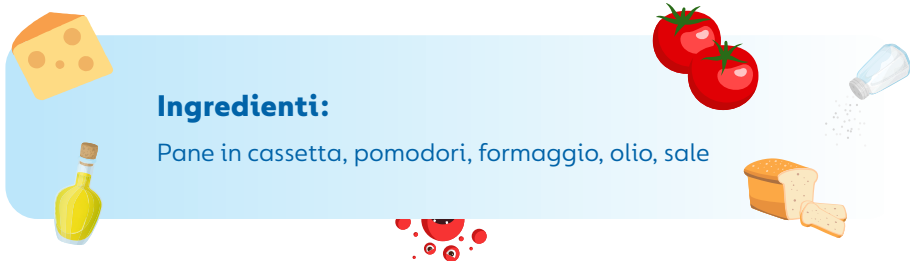 Ingredienti:
Pane in cassetta, pomodori, formaggio, olio, sale